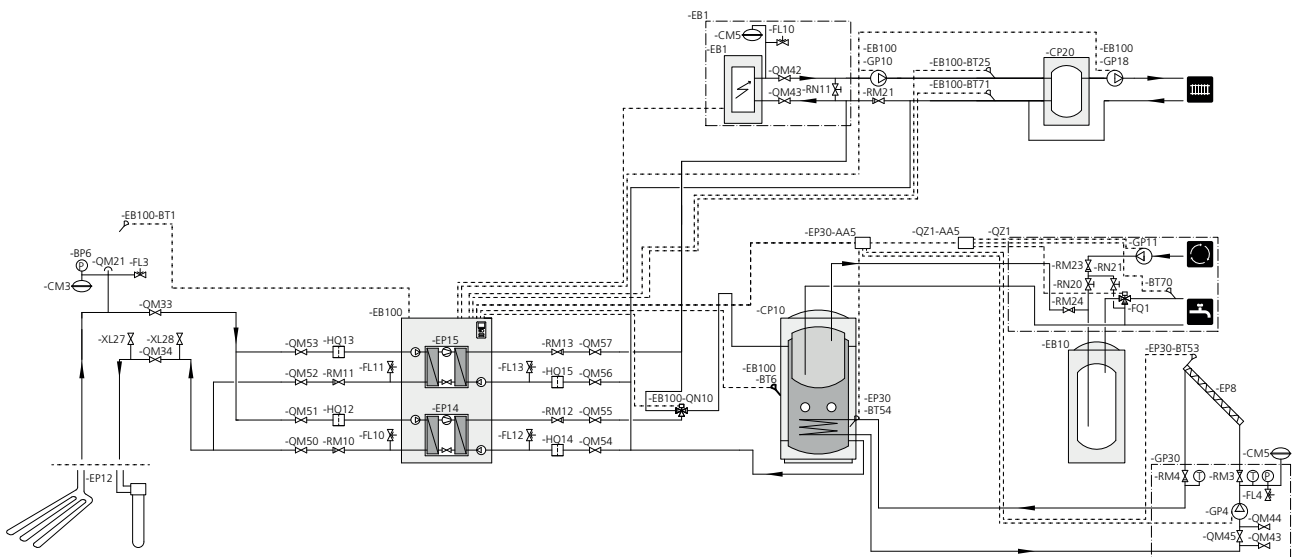 -EB1
-FL10
-CM5
-EB1
-QM42
-QM43
-RN11
-EB100
-GP10
-RM21
-EB100-BT25
-EB100-BT71
-CP20
-EB100
-GP18
-EB100-BT1
-BP6
P
-QM21
-FL3
-CM3
-QM33
-XL27
-XL28
-QM34
-EP12
-EB100
-QM53
-HQ13
-EP15
-RM13
-QM57
-QM52
-RM11
-FL11
-FL13
-HQ15
-QM56
-QM51
-HQ12
-EP14
-RM12
-QM55
-QM50
-RM10
-FL10
-FL12
-HQ14
-QM54
-EB100-QN10
-EP30-AA5
-QZ1-AA5
-QZ1
-GP11
-RM23
-RN21
-RN20
-BT70
-RM24
-FQ1
-CP10
-EB100
-BT6
-EP30
-BT54
-EB10
-EP30-BT53
-EP8
-GP30
-RM4
T
-RM3
T
P
-CM5
-FL4
-GP4
-QM44
-QM45
-QM43